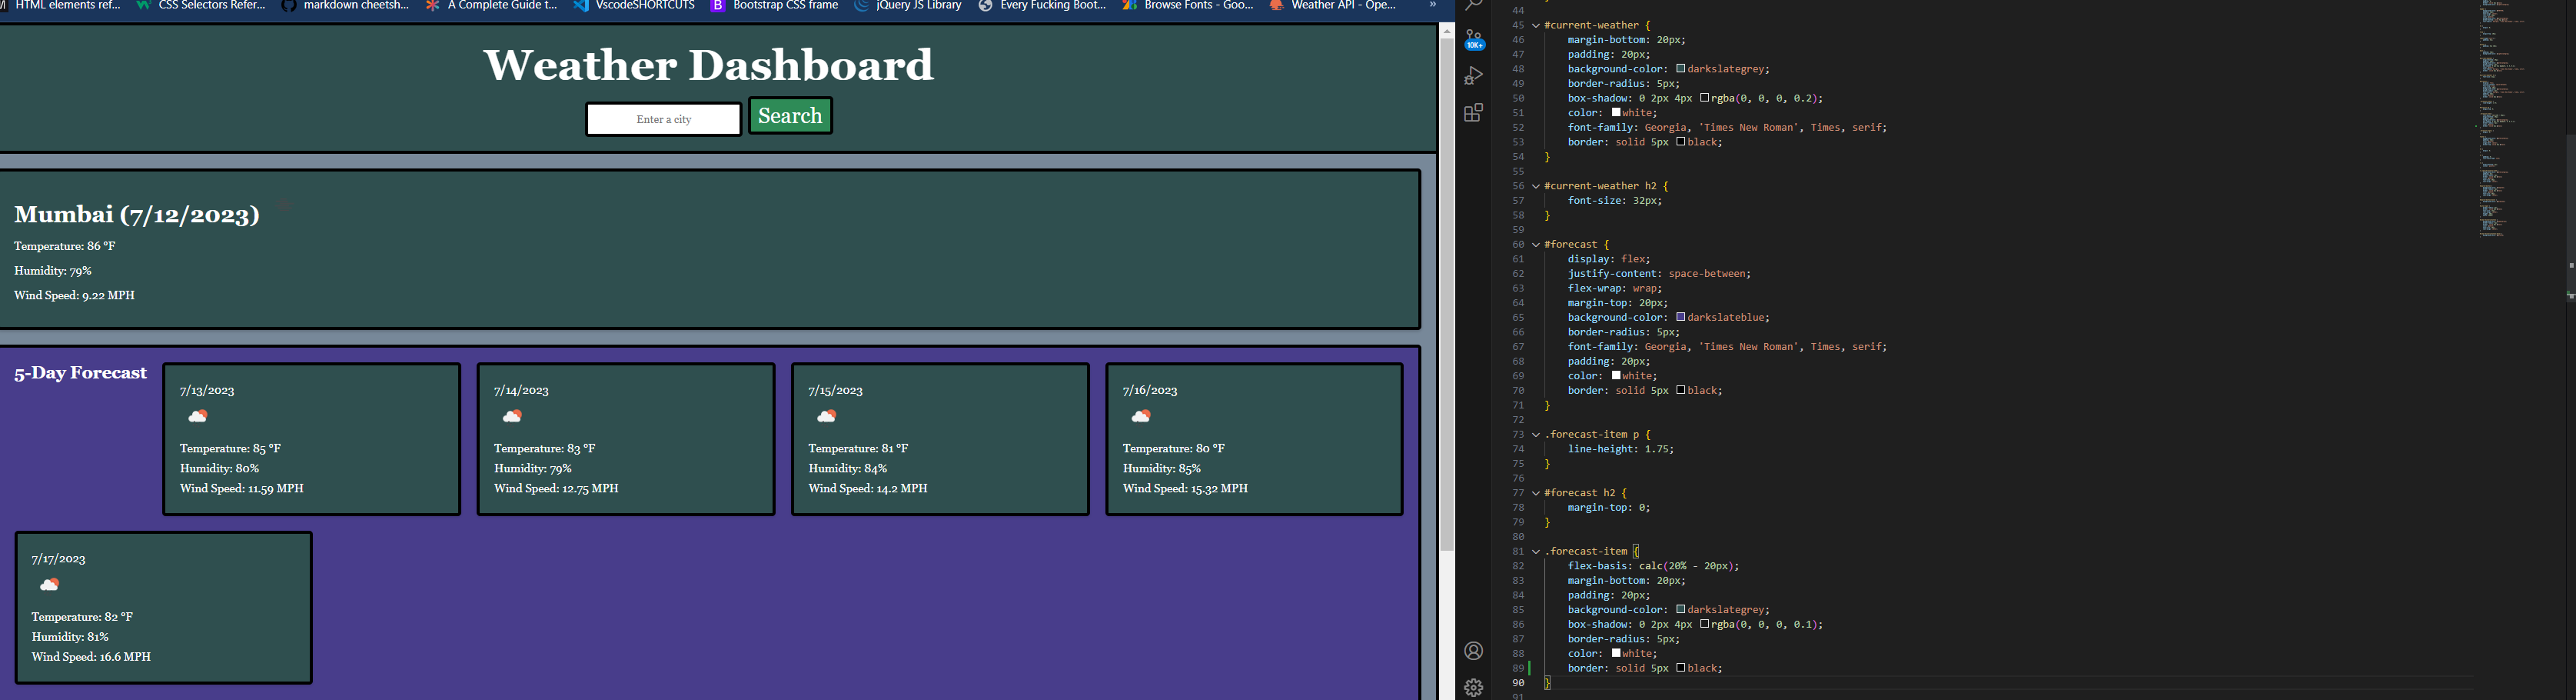 HTML elements ref...
CSS Selectors Refer...
markdown cheetsh...
A Complete Guide t...
VscodeSHORTCUTS
B Bootstrap CSS frame
jQuery JS Library
Every Fucking Boot...
Browse Fonts - Goo...
Weather API - Ope...
»
Weather Dashboard
Enter a city
Search
Mumbai (7/12/2023)
Temperature: 86 °F
Humidity: 79%
Wind Speed: 9.22 MPH
5-Day Forecast
7/13/2023
Temperature: 85 °F
Humidity: 80%
Wind Speed: 11.59 MPH
7/14/2023
Temperature: 83 °F
Humidity: 79%
Wind Speed: 12.75 MPH
7/15/2023
Temperature: 81 °F
Humidity: 84%
Wind Speed: 14.2 MPH
7/16/2023
Temperature: 80 °F
Humidity: 85%
Wind Speed: 15.32 MPH
7/17/2023
Temperature: 82 °F
Humidity: 81%
Wind Speed: 16.6 MPH
10K+
44
45 #current-weather {
46 margin-bottom: 20px;
47 padding: 20px;
48 background-color: darkslategrey;
49 border-radius: 5px;
50 box-shadow: 0 2px 4px rgba(0, 0, 0, 0.2);
51 color: white;
52 font-family: Georgia, 'Times New Roman', Times, serif;
53 border: solid 5px black;
54 }
55
56 #current-weather h2 {
57 font-size: 32px;
58 }
59
60 #forecast {
61 display: flex;
62 justify-content: space-between;
63 flex-wrap: wrap;
64 margin-top: 20px;
65 background-color: darkslateblue;
66 border-radius: 5px;
67 font-family: Georgia, 'Times New Roman', Times, serif;
68 padding: 20px;
69 color: white;
70 border: solid 5px black;
71 }
72
73 .forecast-item p {
74 line-height: 1.75;
75 }
76
77 #forecast h2 {
78 margin-top: 0;
79 }
80
81 .forecast-item {
82 flex-basis: calc(20% - 20px);
83 margin-bottom: 20px;
84 padding: 20px;
85 background-color: darkslategrey;
86 box-shadow: 0 2px 4px rgba(0, 0, 0, 0.1);
87 border-radius: 5px;
88 color: white;
89 border: solid 5px black;
90 }
91